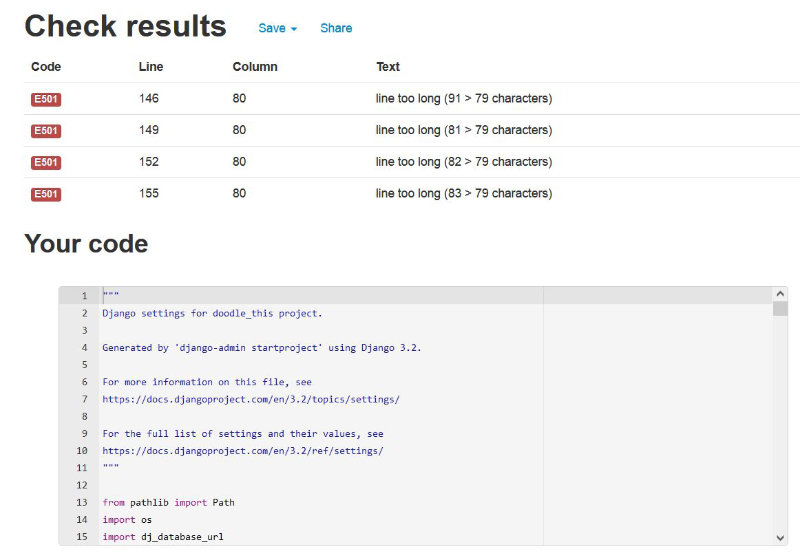 Check results Save Share
Code Line Column Text
E501 146 80 line too long (91 > 79 characters)
E501 149 80 line too long (81 > 79 characters)
E501 152 80 line too long (82 > 79 characters)
E501 155 80 line too long (83 > 79 characters)
Your code
1 """
2 Django settings for doodle_this project.
3
4 Generated by 'django-admin startproject' using Django 3.2.
5
6 For more information on this file, see
7 https://docs.djangoproject.com/en/3.2/topics/settings/
8
9 For the full list of settings and their values, see
10 https://docs.djangoproject.com/en/3.2/ref/settings/
11 """
12
13 from pathlib import Path
14 import os
15 import dj_database_url